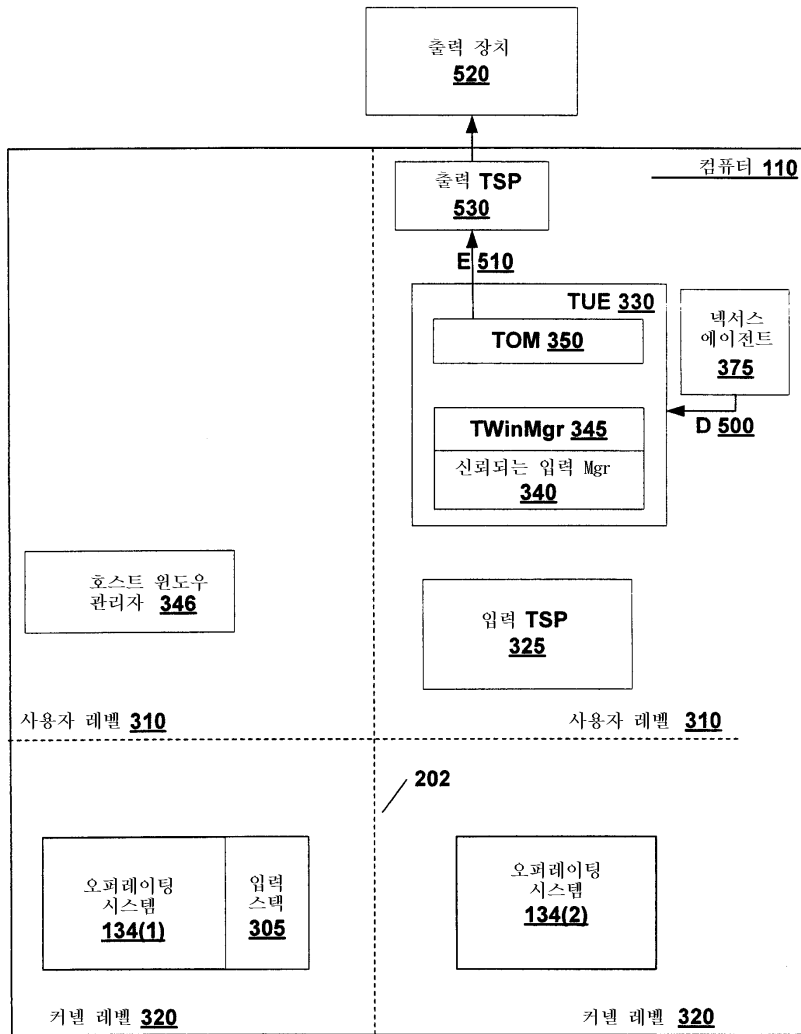 출력 장치
520
컴퓨터 110
출력 TSP
530
E 510
TUE 330
TOM 350
넥서스
에이전트
375
D 500
TWinMgr 345
신뢰되는 입력 Mgr
340
호스트 윈도우
관리자 346
입력 TSP
325
사용자 레벨 310
사용자 레벨 310
202
오퍼레이팅
시스템
134(1)
입력
스택
305
오퍼레이팅
시스템
134(2)
커널 레벨 320
커널 레벨 320